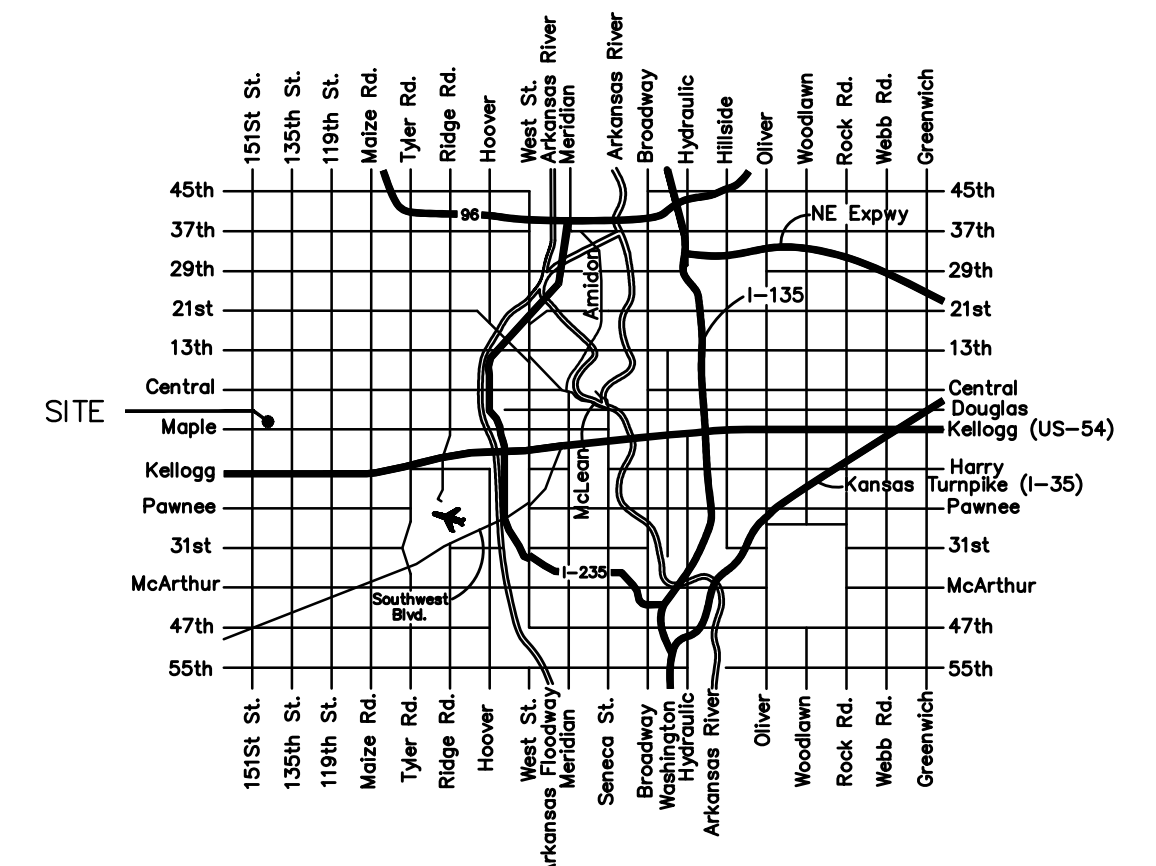 151St St.
135th St.
119th St.
Maize Rd.
Tyler Rd.
Ridge Rd.
Hoover
West St.
Arkansas River
Meridian
Arkansas River
Broadway
Hydraulic
Hillside
Oliver
Woodlawn
Rock Rd.
Webb Rd.
Greenwich
45th
37th
29th
21st
13th
Central
Maple
Kellogg
Pawnee
31st
McArthur
47th
55th
SITE
96
Amidon
NE Expwy
I-135
McLean
I-235
Southwest
Blvd.
45th
37th
29th
21st
13th
Central
Douglas
Kellogg (US-54)
Harry
Kansas Turnpike (I-35)
Pawnee
31st
McArthur
47th
55th
151St St.
135th St.
119th St.
Maize Rd.
Tyler Rd.
Ridge Rd.
Hoover
West St.
Arkansas Floodway
Meridian
Seneca St.
Broadway
Washington
Hydraulic
Arkansas River
Oliver
Woodlawn
Rock Rd.
Webb Rd.
Greenwich